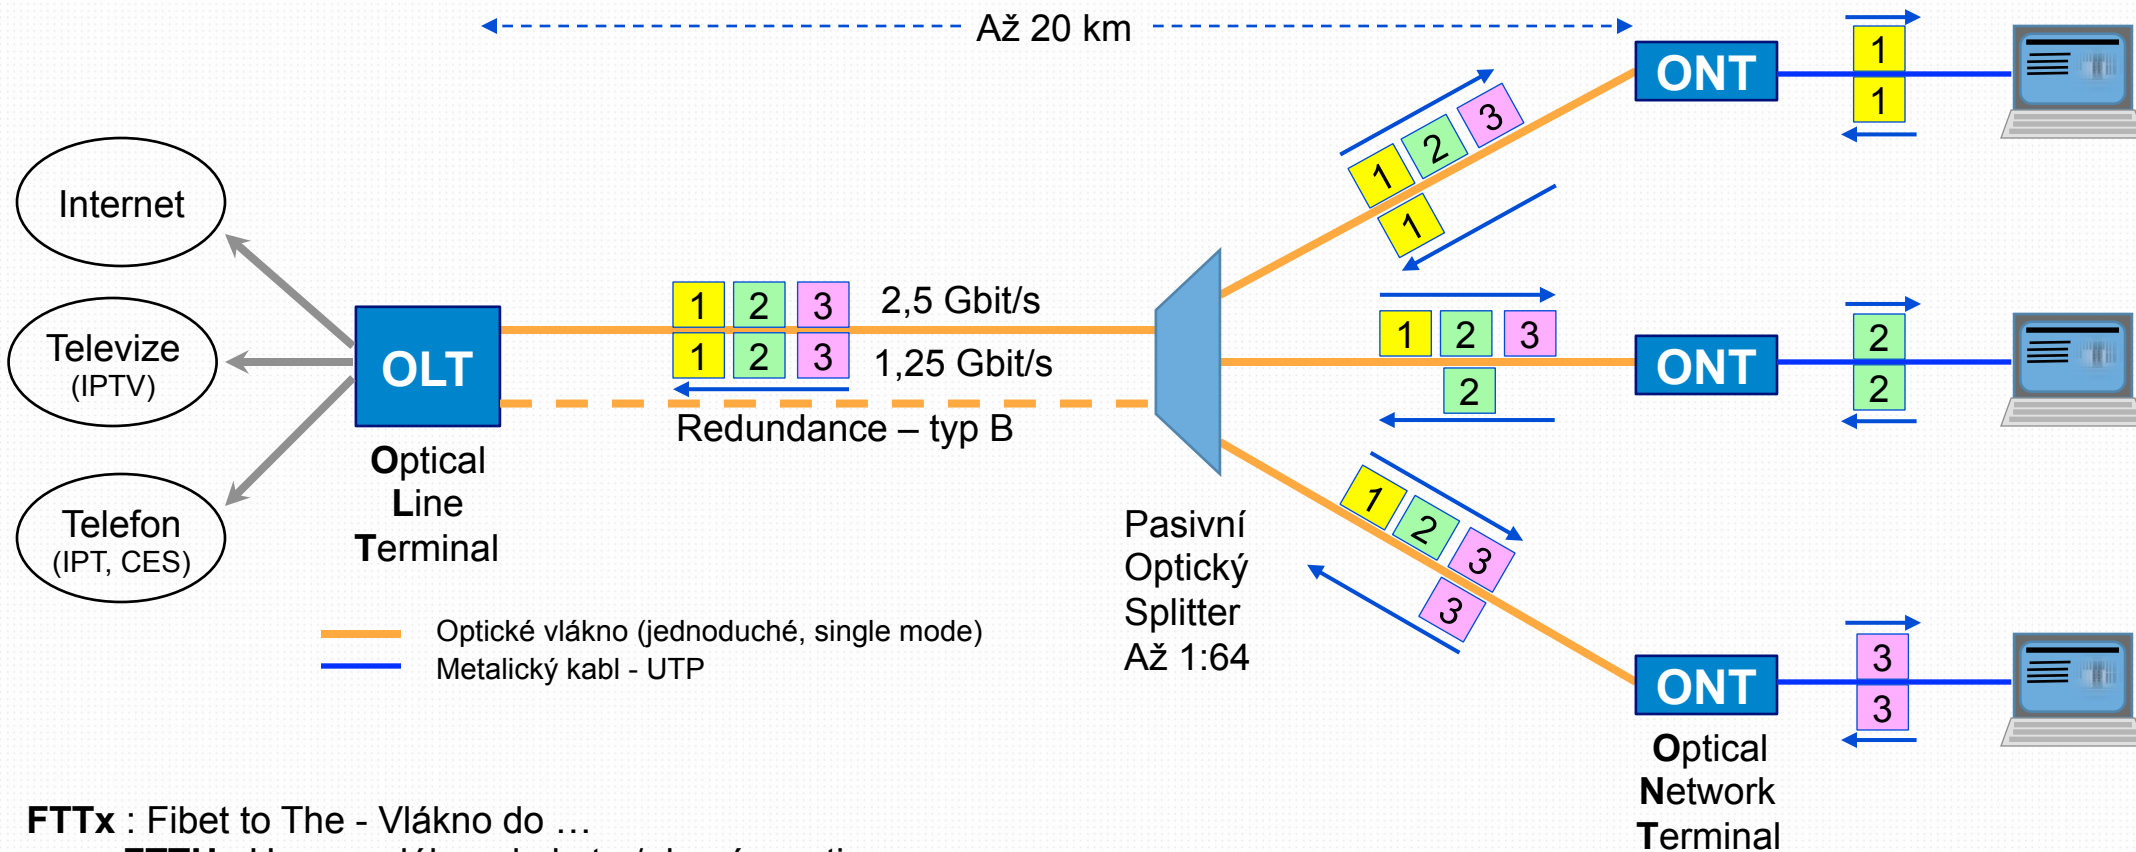 Až 20 km
ONT
1
1
1 2 3
1
Internet
Televize
(IPTV)
Telefon
(IPT, CES)
OLT
Optical
Line
Terminal
1 2 3 2,5 Gbit/s
1 2 3 1,25 Gbit/s
Redundance – typ B
1 2 3
2
ONT
2
2
Pasivní
Optický
Splitter
Až 1:64
1 2 3
3
ONT
3
3
Optical
Network
Terminal
Optické vlákno (jednoduché, single mode)
Metalický kabl - UTP
FTTx : Fibet to The - Vlákno do …